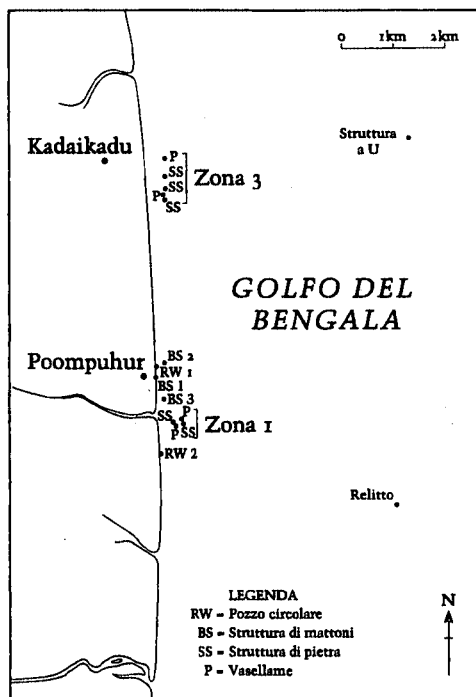 0 1km 2km
Struttura
a U
Kadaikadu
P
SS
SS
P
SS
Zona 3
GOLFO DEL
BENGALA
BS 2
Poompuhur
RW 1
BS 1
BS 3
SS
P
P
SS
Zona 1
RW 2
Relitto
LEGENDA
RW = Pozzo circolare
BS = Struttura di mattoni
SS = Struttura di pietra
P = Vasellame
N